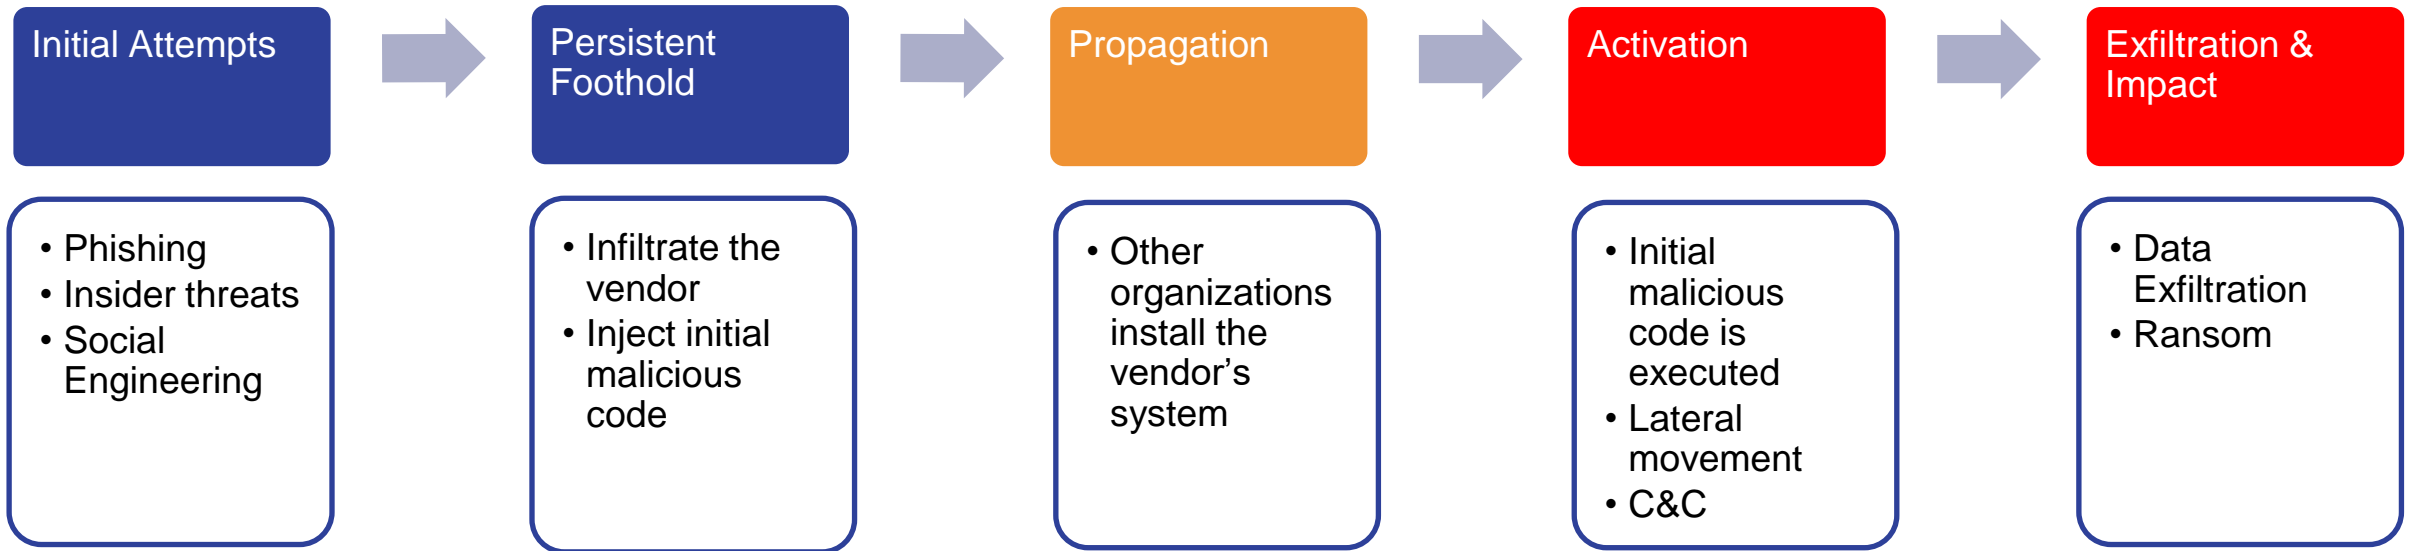 Initial Attempts
Persistent
Foothold
Propagation
Activation
Exfiltration &
Impact
• Phishing
• Insider threats
• Social
Engineering
• Infiltrate the
vendor
• Inject initial
malicious
code
• Other
organizations
install the
vendor’s
system
• Initial
malicious
code is
executed
• Lateral
movement
• C&C
• Data
Exfiltration
• Ransom